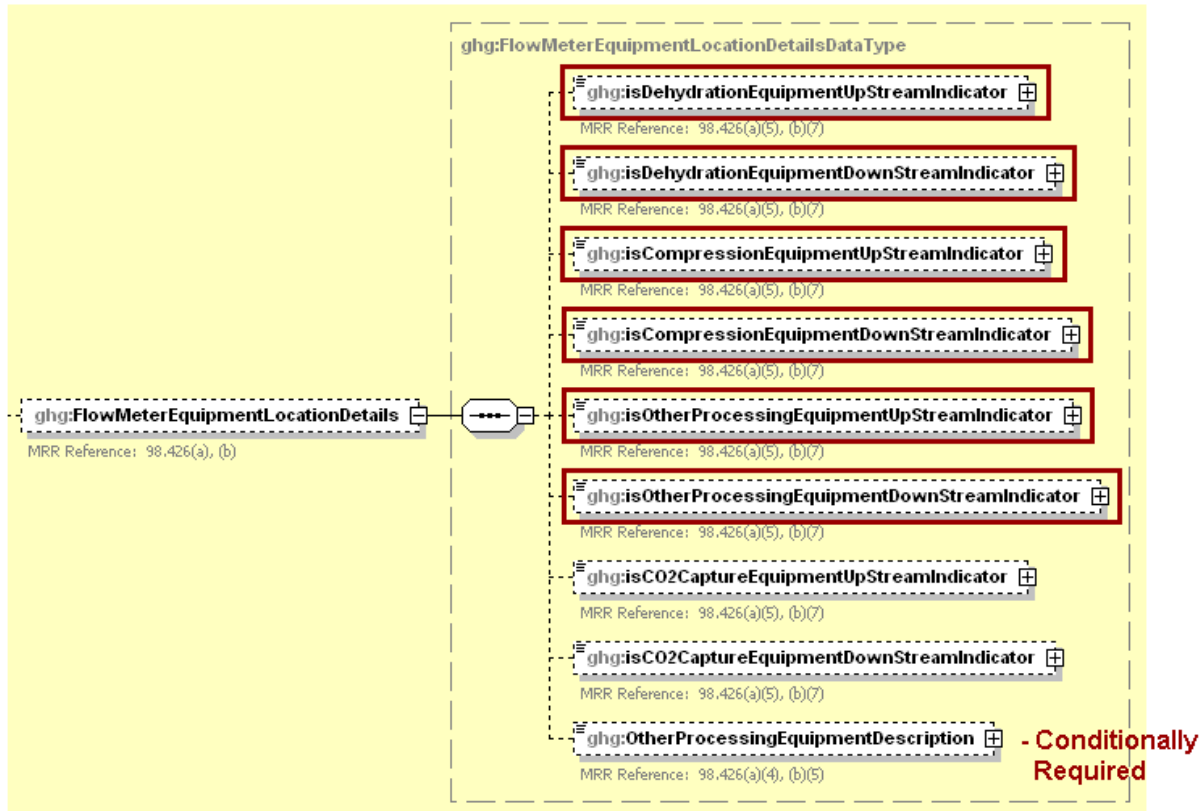 ghg:FlowMeterEquipmentLocationDetailsDataType
ghg:isDehydrationEquipmentUpStreamIndicator
MRR Reference: 98.426(a)(5), (b)(7)
ghg:isDehydrationEquipmentDownStreamIndicator
MRR Reference: 98.426(a)(5), (b)(7)
ghg:isCompressionEquipmentUpStreamIndicator
MRR Reference: 98.426(a)(5), (b)(7)
ghg:isCompressionEquipmentDownStreamIndicator
MRR Reference: 98.426(a)(5), (b)(7)
ghg:FlowMeterEquipmentLocationDetails
MRR Reference: 98.426(a), (b)
ghg:isOtherProcessingEquipmentUpStreamIndicator
MRR Reference: 98.426(a)(5), (b)(7)
ghg:isOtherProcessingEquipmentDownStreamIndicator
MRR Reference: 98.426(a)(5), (b)(7)
ghg:isCO2CaptureEquipmentUpStreamIndicator
MRR Reference: 98.426(a)(5), (b)(7)
ghg:isCO2CaptureEquipmentDownStreamIndicator
MRR Reference: 98.426(a)(5), (b)(7)
ghg:OtherProcessingEquipmentDescription
MRR Reference: 98.426(a)(4), (b)(5)
- Conditionally
Required